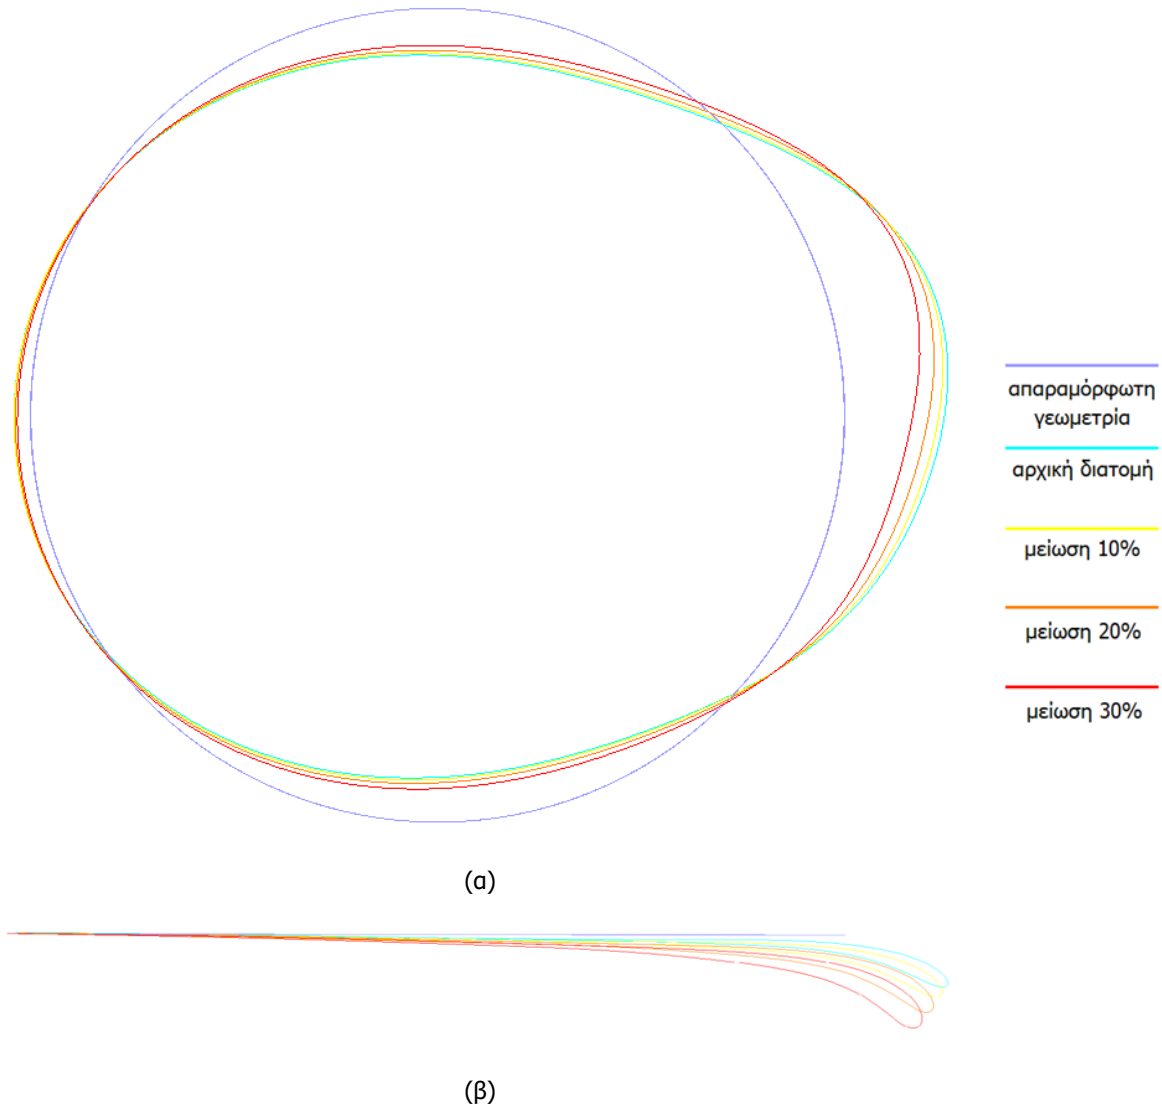 απαραμόρφωτη
γεωμετρία
αρχική διατομή
μείωση 10%
μείωση 20%
μείωση 30%
(α)
(β)